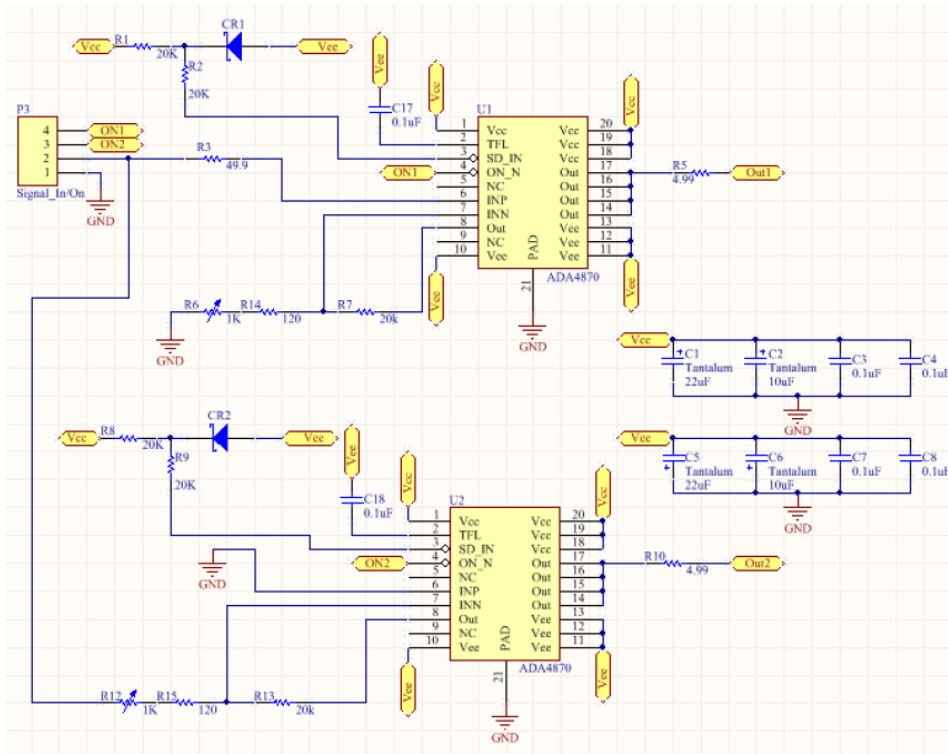 Vcc R1 20K CR1 Vee
R2 20K
Vee C17 0.1uF Vcc
P3
4 ON1
3 ON2
2
1
Signal_In/On
GND
R3 49.9
ON1
U1
1 Vcc Vcc 20
2 TFL Vcc 19
3 SD_IN Vcc 18
4 ON_N Out 17
5 NC Out 16
6 INP Out 15
7 INN Out 14
8 Out Vee 13
9 NC Vee 12
10 Vee Vee 11
PAD
21
ADA4870
GND
Vcc
Vee
Vee
R5 4.99 Out1
R6 1K R14 120 R7 20k
GND
Vcc
C1 Tantalum 22uF
C2 Tantalum 10uF
C3 0.1uF
C4 0.1uF
GND
Vcc
C5 Tantalum 22uF
C6 Tantalum 10uF
C7 0.1uF
C8 0.1uF
GND
Vcc R8 20K CR2 Vee
R9 20K
Vee C18 0.1uF Vcc
GND
ON2
U2
1 Vcc Vcc 20
2 TFL Vcc 19
3 SD_IN Vcc 18
4 ON_N Out 17
5 NC Out 16
6 INP Out 15
7 INN Out 14
8 Out Vee 13
9 NC Vee 12
10 Vee Vee 11
PAD
21
ADA4870
GND
Vcc
Vee
Vee
R10 4.99 Out2
R12 1K R15 120 R13 20k